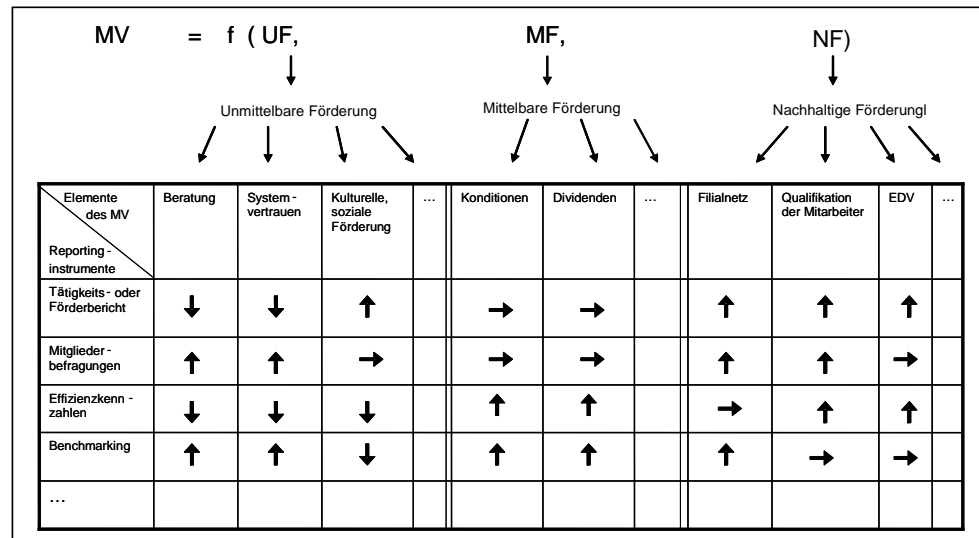 MV = f ( UF, MF, NF)
Unmittelbare Förderung Mittelbare Förderung Nachhaltige Förderungl
Elemente des MV
Reporting - instrumente
Beratung
System - vertrauen
Kulturelle, soziale Förderung
...
Konditionen
Dividenden
...
Filialnetz
Qualifikation der Mitarbeiter
EDV
...
Tätigkeits - oder Förderbericht
↓ ↓ ↑ → → ↑ ↑ ↑
Mitglieder - befragungen
↑ ↑ → → → ↑ ↑ →
Effizienzkenn - zahlen
↓ ↓ ↓ ↑ ↑ → ↑ ↑
Benchmarking
↑ ↑ ↓ ↑ ↑ ↑ → →
...